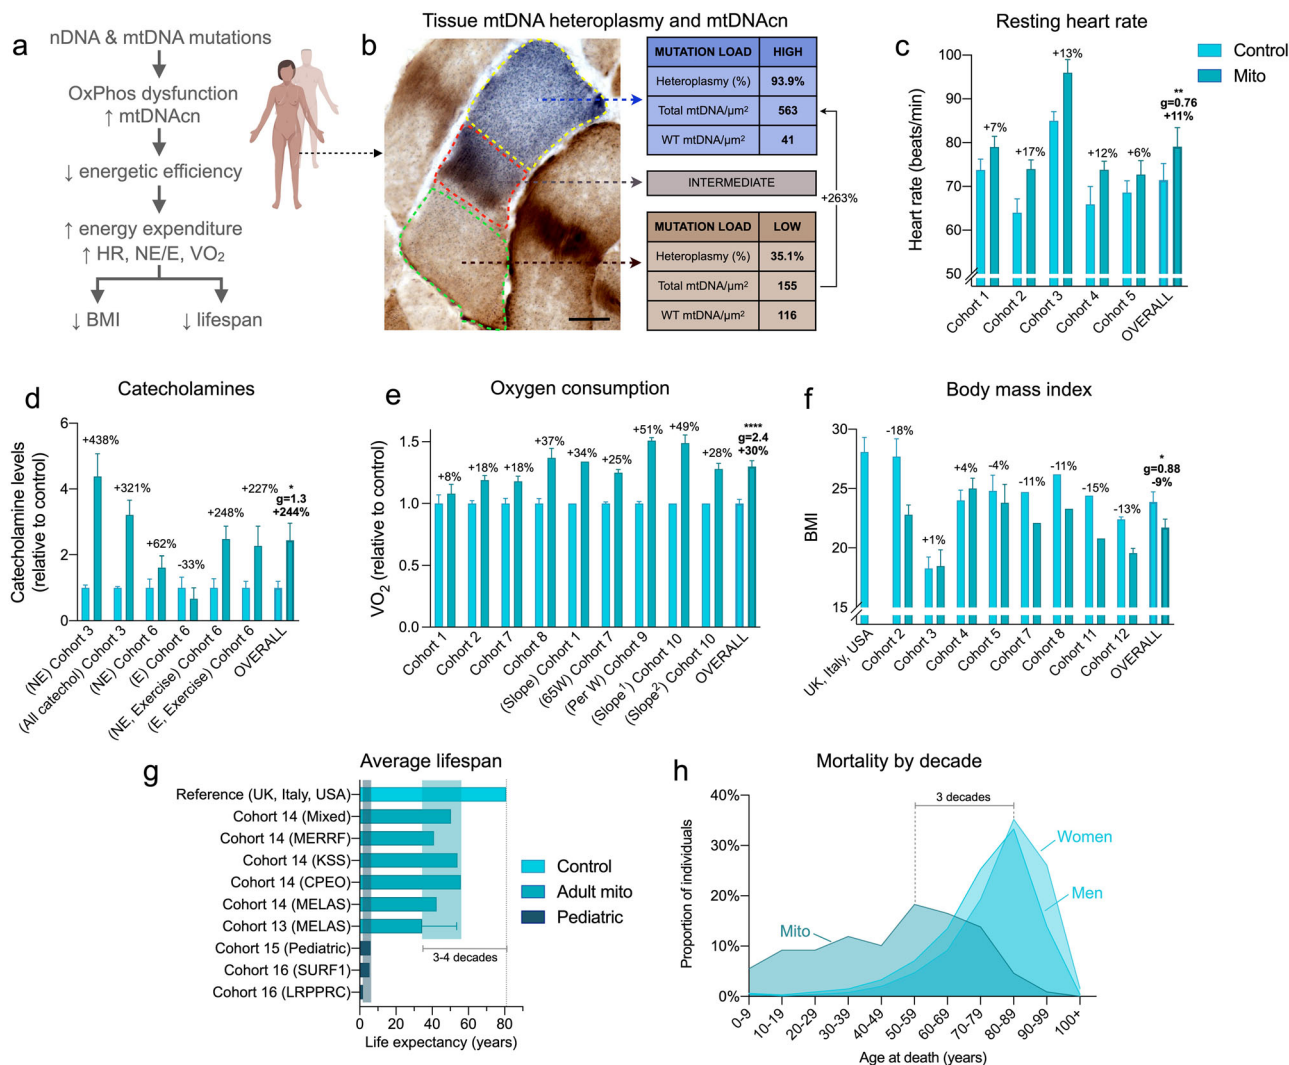 a
nDNA & mtDNA mutations
OxPhos dysfunction
↑ mtDNAcn
↓ energetic efficiency
↑ energy expenditure
↑ HR, NE/E, VO₂
↓ BMI
↓ lifespan
b
Tissue mtDNA heteroplasmy and mtDNAcn
MUTATION LOAD HIGH
Heteroplasmy (%) 93.9%
Total mtDNA/µm² 563
WT mtDNA/µm² 41
INTERMEDIATE
+263%
MUTATION LOAD LOW
Heteroplasmy (%) 35.1%
Total mtDNA/µm² 155
WT mtDNA/µm² 116
c
Resting heart rate
Control
Mito
Heart rate (beats/min)
100
90
80
70
60
50
+7%
+17%
+13%
+12%
+6%
**
g=0.76
+11%
Cohort 1
Cohort 2
Cohort 3
Cohort 4
Cohort 5
OVERALL
d
Catecholamines
Catecholamine levels
(relative to control)
6
4
2
0
+438%
+321%
+62%
-33%
+248%
+227%
*
g=1.3
+244%
(NE) Cohort 3
(All catechol) Cohort 3
(NE) Cohort 6
(E) Cohort 6
(NE, Exercise) Cohort 6
(E, Exercise) Cohort 6
OVERALL
e
Oxygen consumption
VO₂ (relative to control)
1.5
1.0
0.5
0.0
+8%
+18%
+18%
+37%
+34%
+25%
+51%
+49%
+28%
****
g=2.4
+30%
Cohort 1
Cohort 2
Cohort 7
Cohort 8
(Slope) Cohort 1
(65W) Cohort 7
(Per W) Cohort 9
(Slope¹) Cohort 10
(Slope²) Cohort 10
OVERALL
f
Body mass index
BMI
30
25
20
15
-18%
+1%
+4%
-4%
-11%
-11%
-15%
-13%
*
g=0.88
-9%
UK, Italy, USA
Cohort 2
Cohort 3
Cohort 4
Cohort 5
Cohort 7
Cohort 8
Cohort 11
Cohort 12
OVERALL
g
Average lifespan
Reference (UK, Italy, USA)
Cohort 14 (Mixed)
Cohort 14 (MERRF)
Cohort 14 (KSS)
Cohort 14 (CPEO)
Cohort 14 (MELAS)
Cohort 13 (MELAS)
Cohort 15 (Pediatric)
Cohort 16 (SURF1)
Cohort 16 (LRPPRC)
3-4 decades
0 20 40 60 80
Life expectancy (years)
Control
Adult mito
Pediatric
h
Mortality by decade
Proportion of individuals
40%
30%
20%
10%
0%
3 decades
Women
Men
Mito
0-9
10-19
20-29
30-39
40-49
50-59
60-69
70-79
80-89
90-99
100+
Age at death (years)